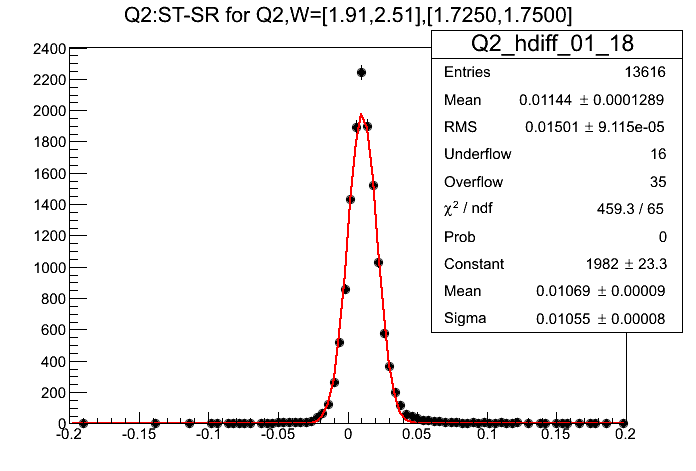 Q2:ST-SR for Q2,W=[1.91,2.51],[1.7250,1.7500]
Q2_hdiff_01_18
Entries 13616
Mean 0.01144 ± 0.0001289
RMS 0.01501 ± 9.115e-05
Underflow 16
Overflow 35
χ² / ndf 459.3 / 65
Prob 0
Constant 1982 ± 23.3
Mean 0.01069 ± 0.00009
Sigma 0.01055 ± 0.00008
2400
2200
2000
1800
1600
1400
1200
1000
800
600
400
200
0
-0.2 -0.15 -0.1 -0.05 0 0.05 0.1 0.15 0.2